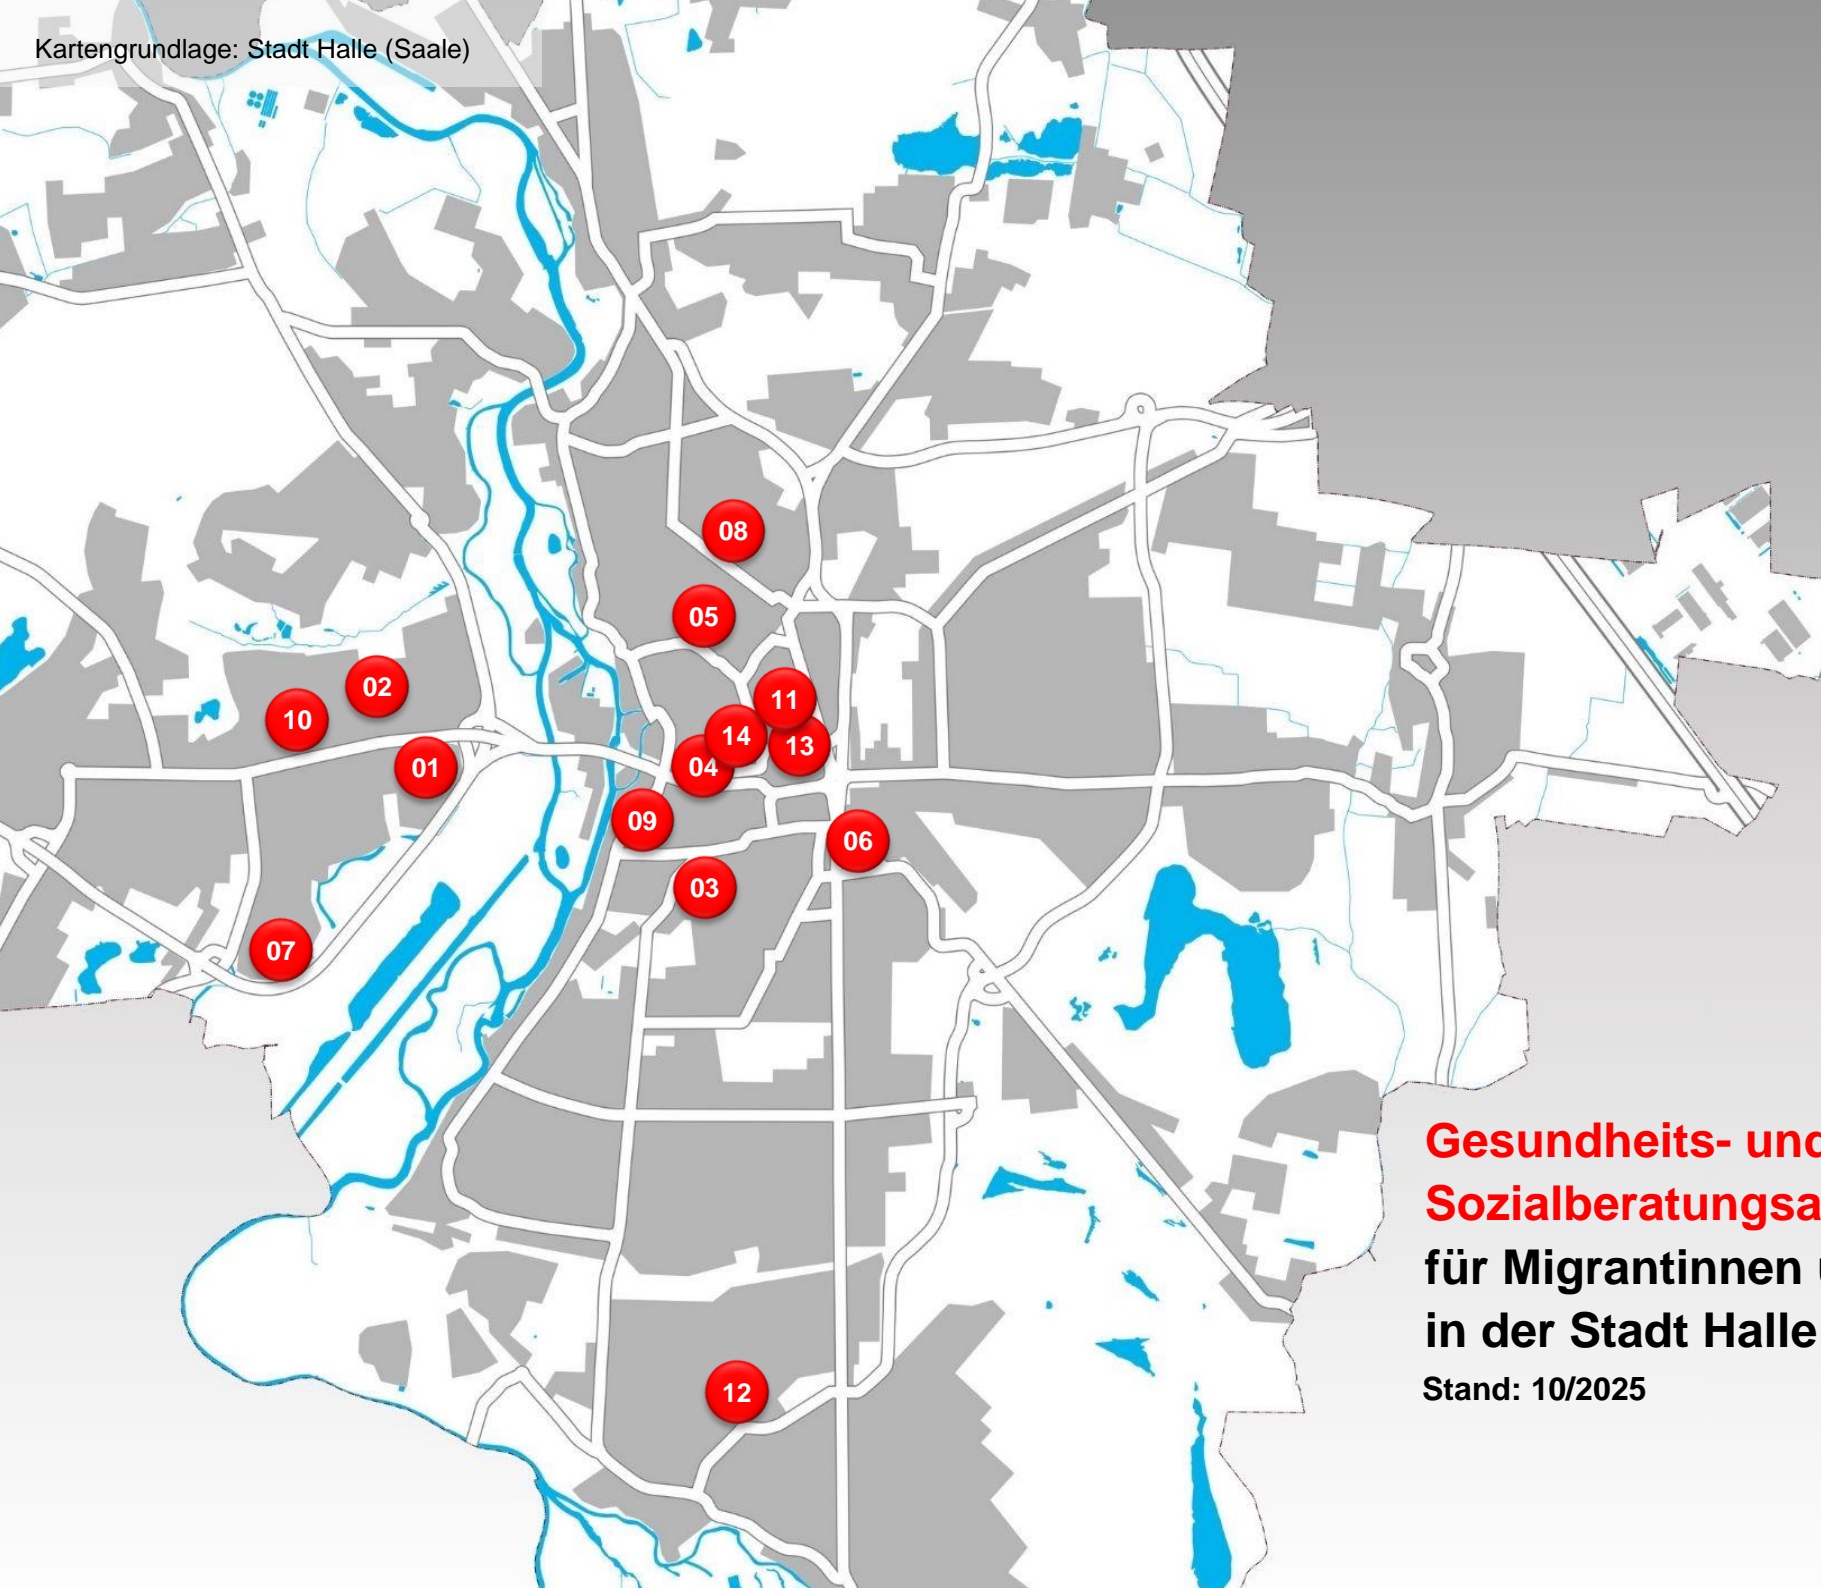 Kartengrundlage: Stadt Halle (Saale)
08
05
02
11
10
14
13
01
04
09
06
03
07
Gesundheits- und
Sozialberatungsa
für Migrantinnen
in der Stadt Halle
Stand: 10/2025
12